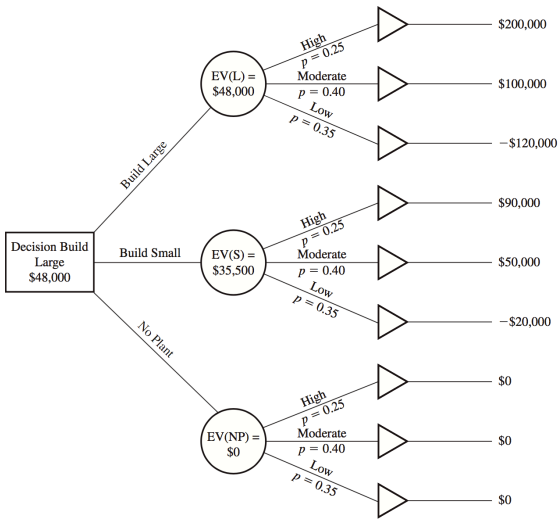 High
p = 0.25
$200,000
EV(L) =
$48,000
Moderate
p = 0.40
$100,000
Low
p = 0.35
−$120,000
Build Large
High
p = 0.25
$90,000
Decision Build
Large
$48,000
Build Small
EV(S) =
$35,500
Moderate
p = 0.40
$50,000
Low
p = 0.35
−$20,000
No Plant
High
p = 0.25
$0
EV(NP) =
$0
Moderate
p = 0.40
$0
Low
p = 0.35
$0